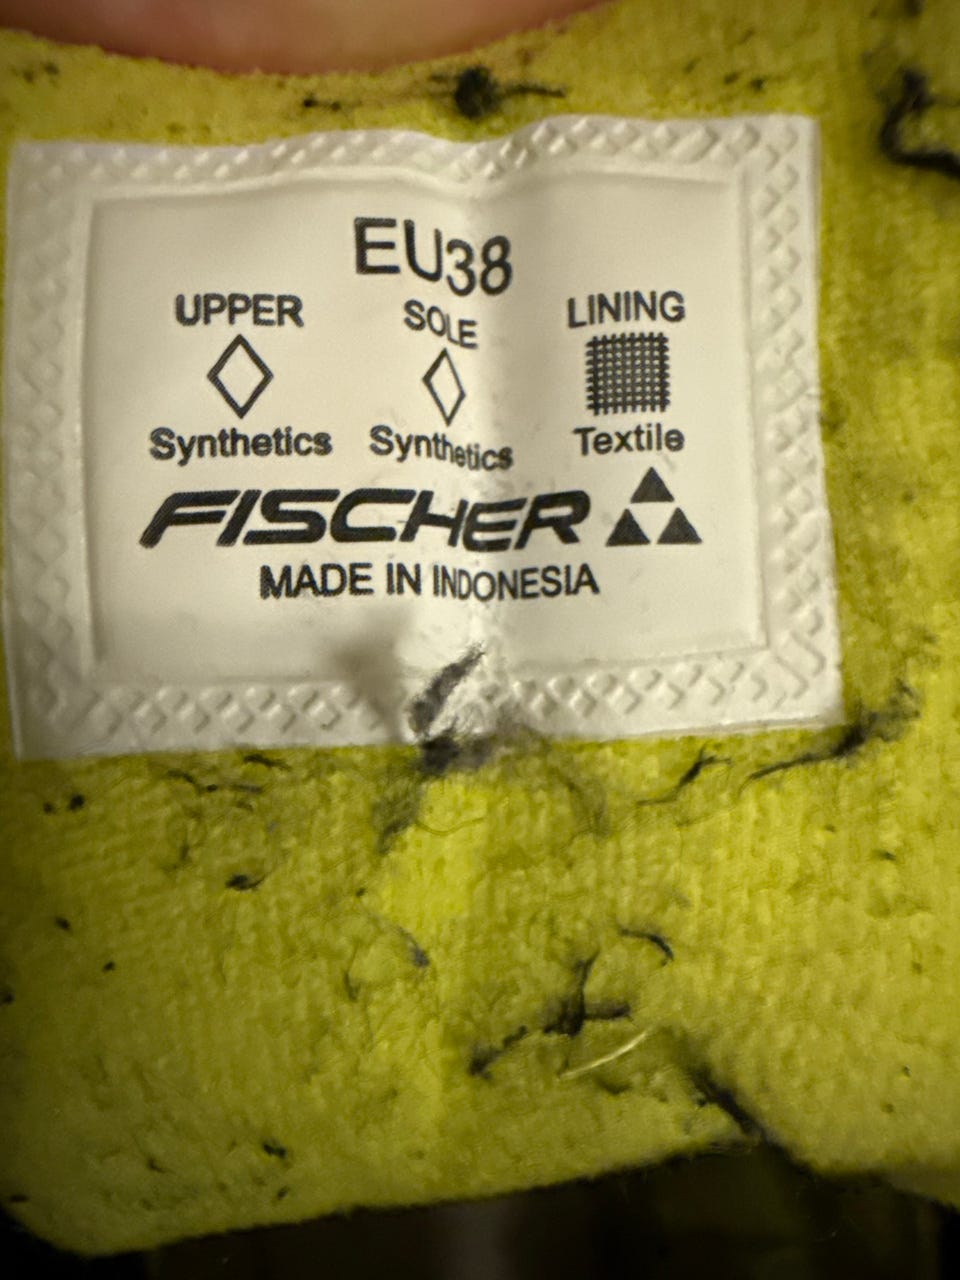 EU38
UPPER SOLE LINING
Synthetics Synthetics Textile
FISCHER
MADE IN INDONESIA